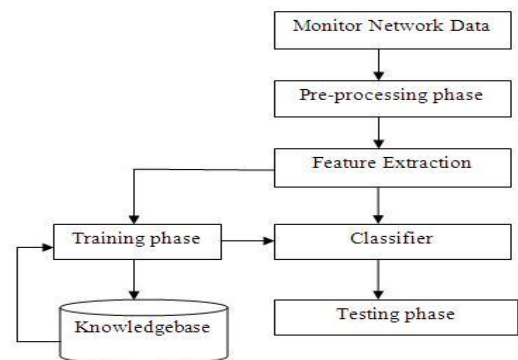 Monitor Network Data
Pre-processing phase
Feature Extraction
Training phase
Classifier
Knowledgebase
Testing phase